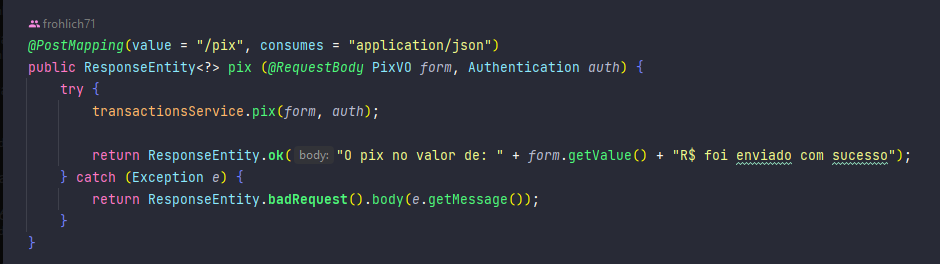 frohlich71
@PostMapping(value = "/pix", consumes = "application/json")
public ResponseEntity<?> pix (@RequestBody PixVO form, Authentication auth) {
try {
transactionsService.pix(form, auth);
return ResponseEntity.ok( body: "O pix no valor de: " + form.getValue() + "R$ foi enviado com sucesso");
} catch (Exception e) {
return ResponseEntity.badRequest().body(e.getMessage());
}
}